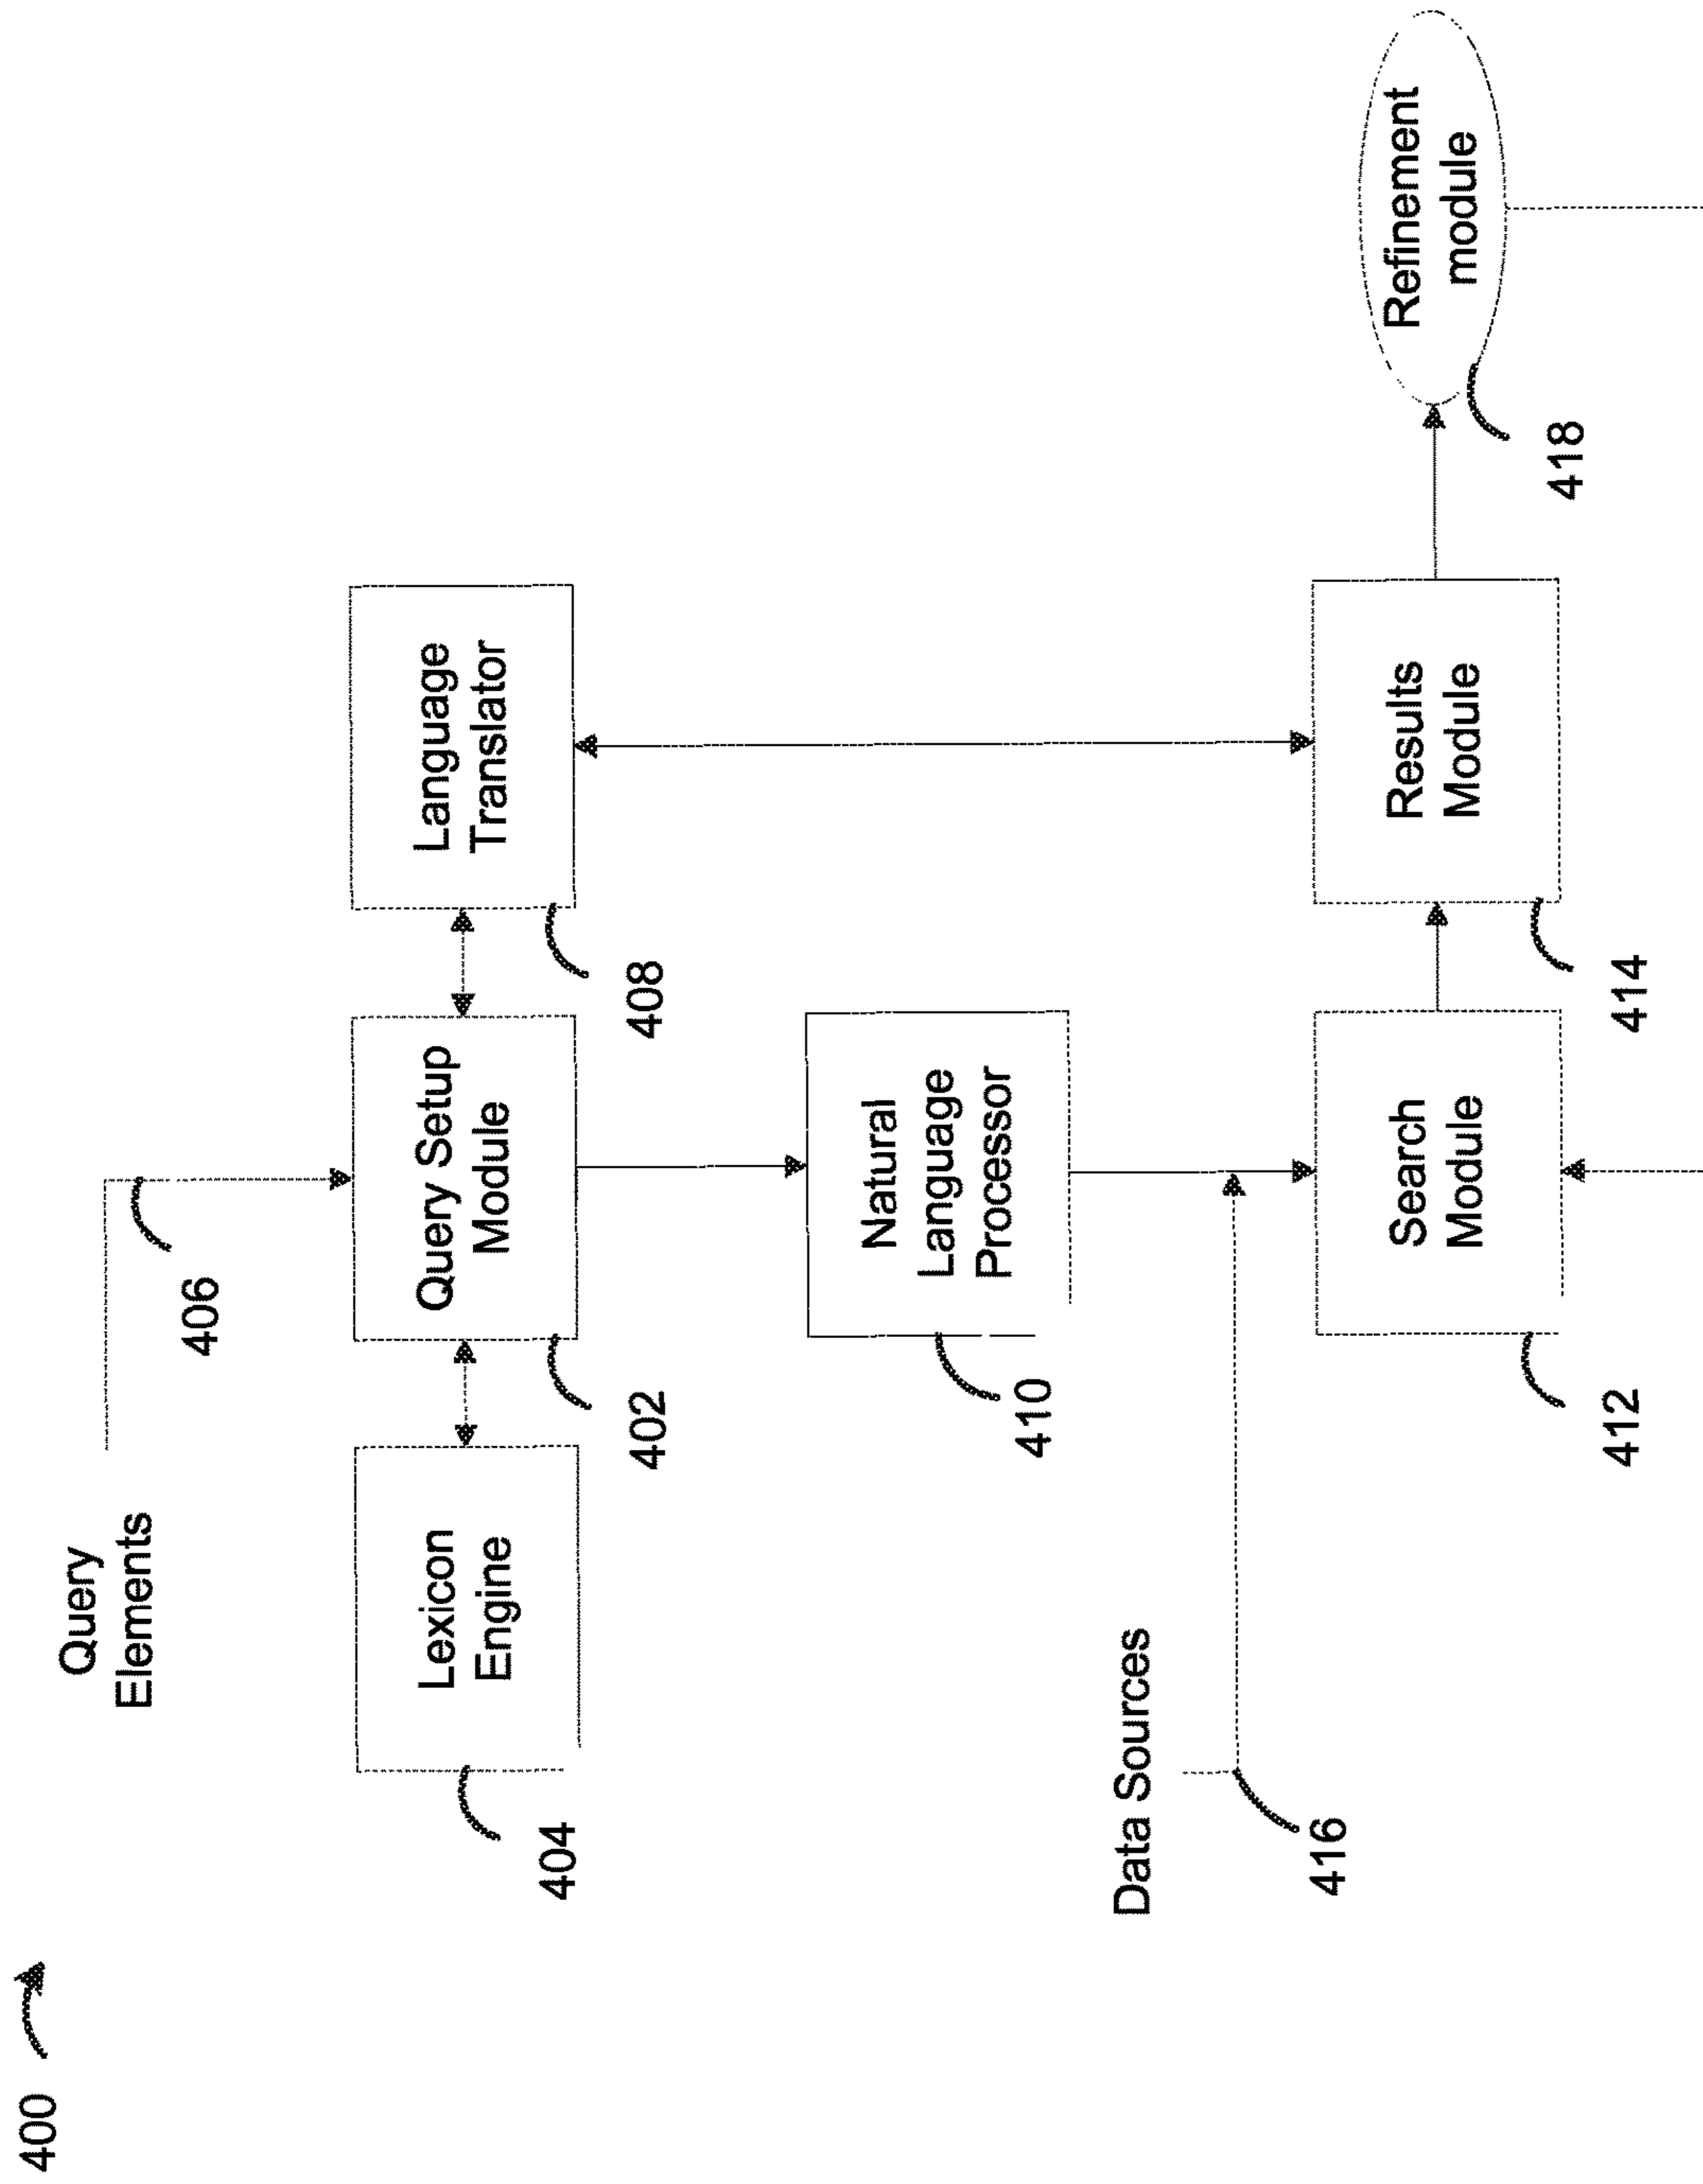 400
Query
Elements
406
Lexicon
Engine
404
Query Setup
Module
402
Language
Translator
408
Natural
Language
Processor
410
Data Sources
416
Search
Module
412
Results
Module
414
Refinement
module
418